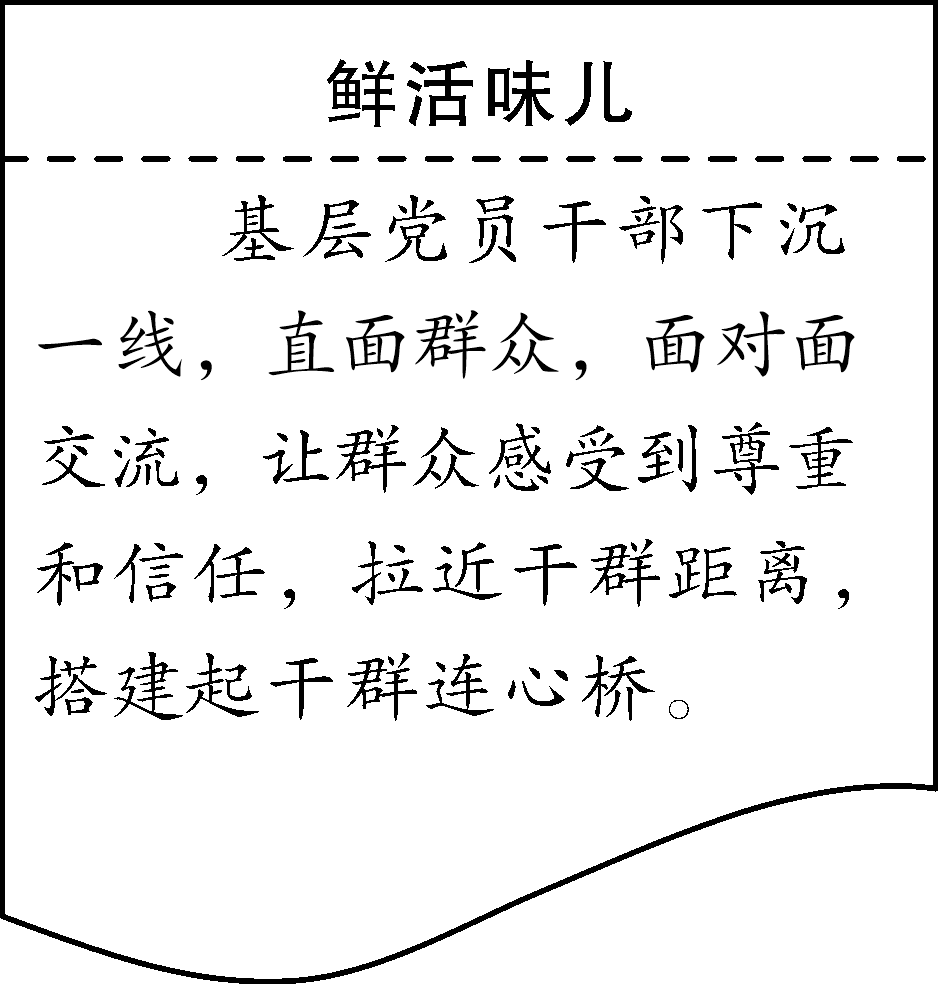 鲜活味儿
基层党员干部下沉
一线，直面群众，面对面
交流，让群众感受到尊重
和信任，拉近干群距离，
搭建起干群连心桥。